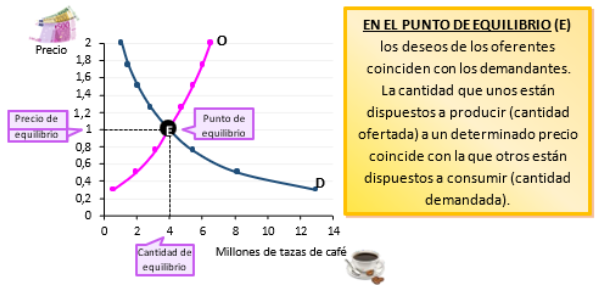 Precio
2
1,8
1,6
1,4
1,2
1
0,8
0,6
0,4
0,2
0
0
2
4
6
8
10
12
14
O
D
E
Precio de
equilibrio
Punto de
equilibrio
Cantidad de
equilibrio
Millones de tazas de café
EN EL PUNTO DE EQUILIBRIO (E)
los deseos de los oferentes
coinciden con los demandantes.
La cantidad que unos están
dispuestos a producir (cantidad
ofertada) a un determinado precio
coincide con la que otros están
dispuestos a consumir (cantidad
demandada).